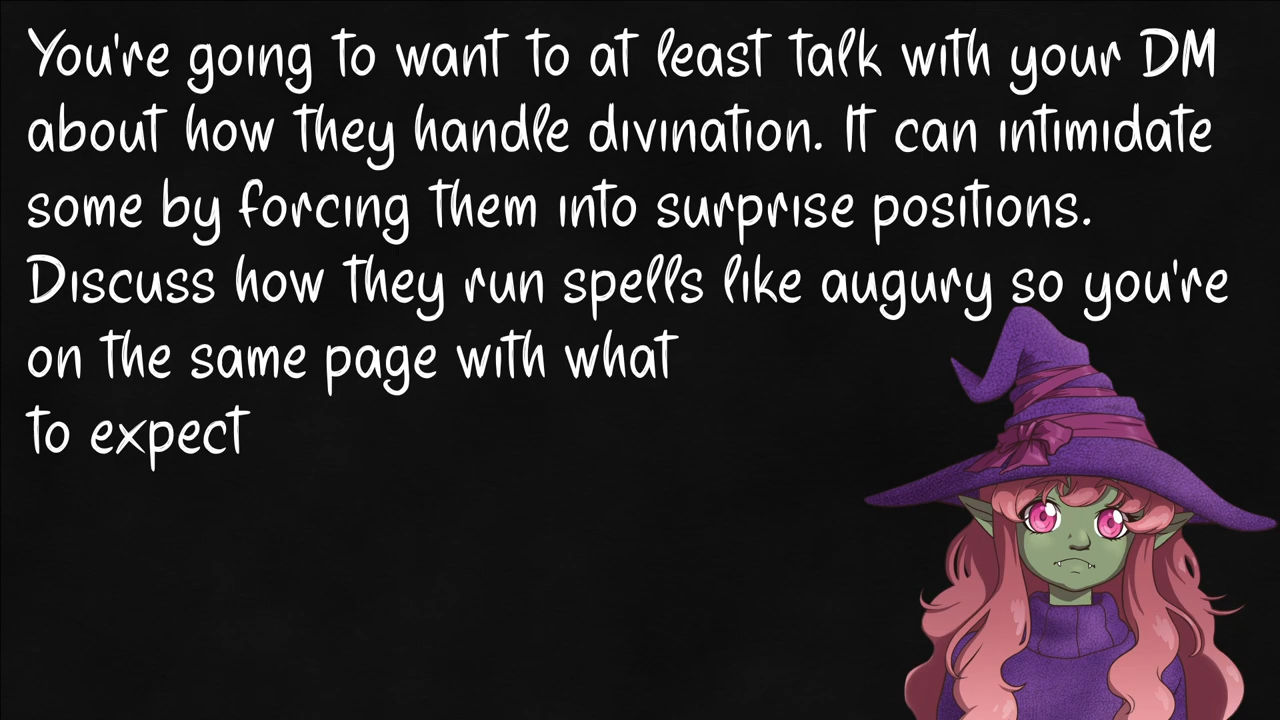 You're going to want to at least talk with your DM
about how they handle divination. It can intimidate
some by forcing them into surprise positions.
Discuss how they run spells like augury so you're
on the same page with what
to expect